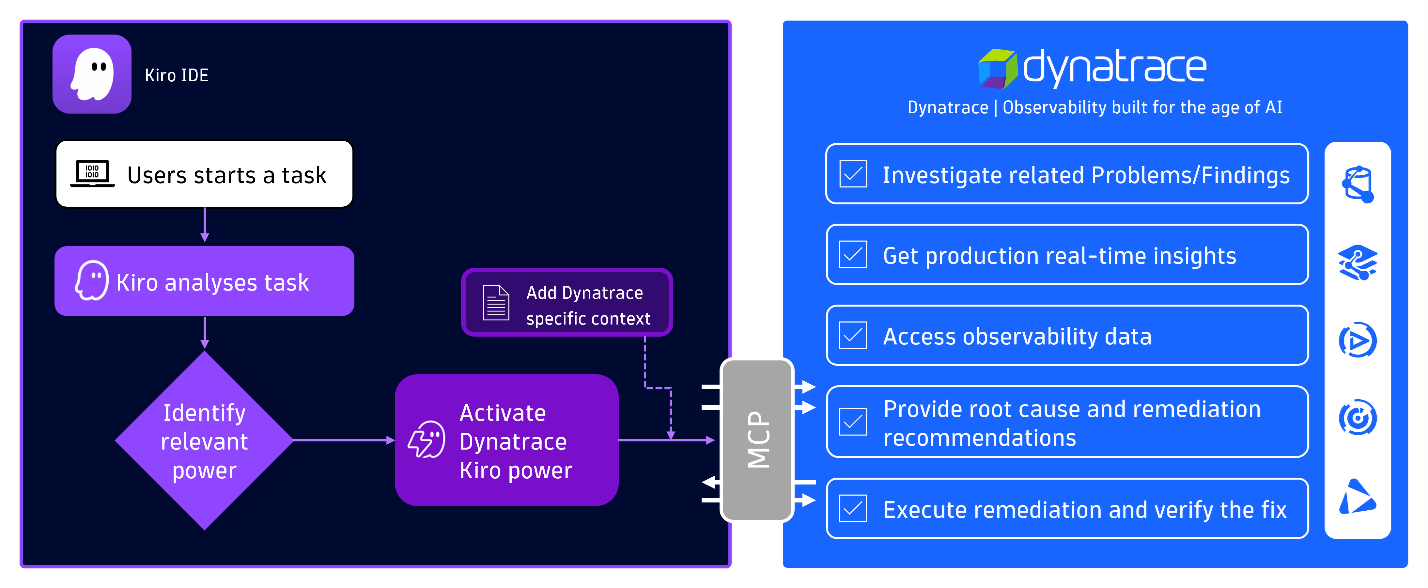 Kiro IDE
1010
1010
Users starts a task
Kiro analyses task
Identify
relevant
power
Activate
Dynatrace
Kiro power
Add Dynatrace
specific context
MCP
dynatrace
Dynatrace | Observability built for the age of AI
Investigate related Problems/Findings
Get production real-time insights
Access observability data
Provide root cause and remediation
recommendations
Execute remediation and verify the fix